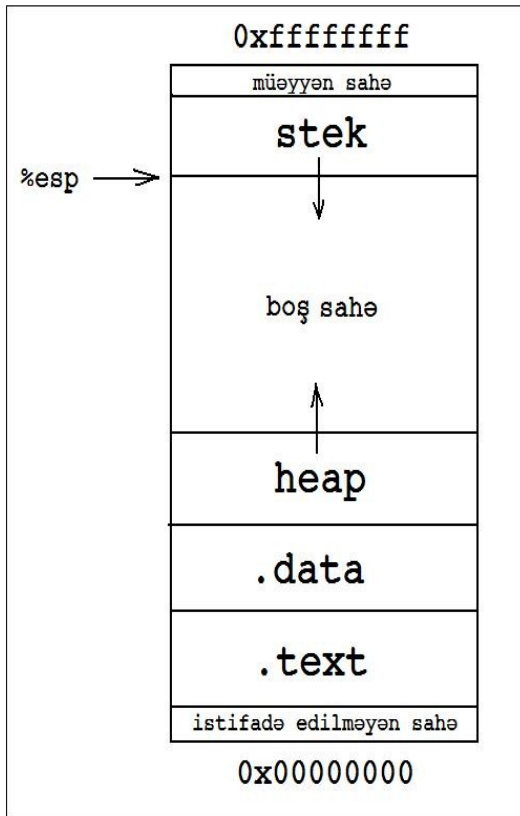 0xffffffff
müəyyən sahə
stek
%esp
boş sahə
heap
.data
.text
istifadə edilməyən sahə
0x00000000